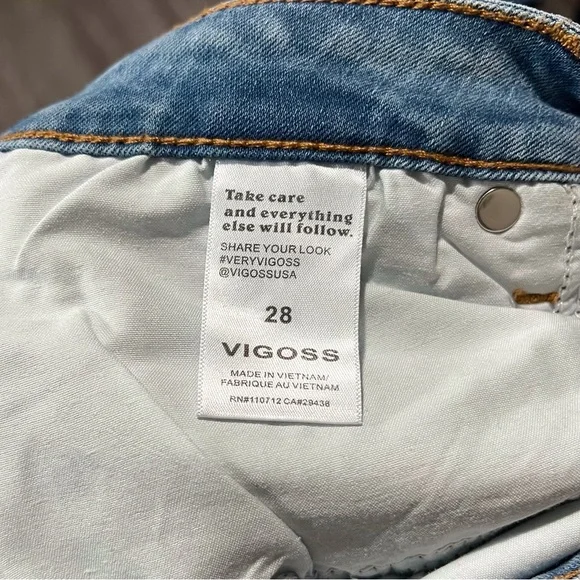 Take care
and everything
else will follow.
SHARE YOUR LOOK
#VERYVIGOSS
@VIGOSSUSA
28
VIGOSS
MADE IN VIETNAM/
FABRIQUE AU VIETNAM
RN#110712 CA#29438